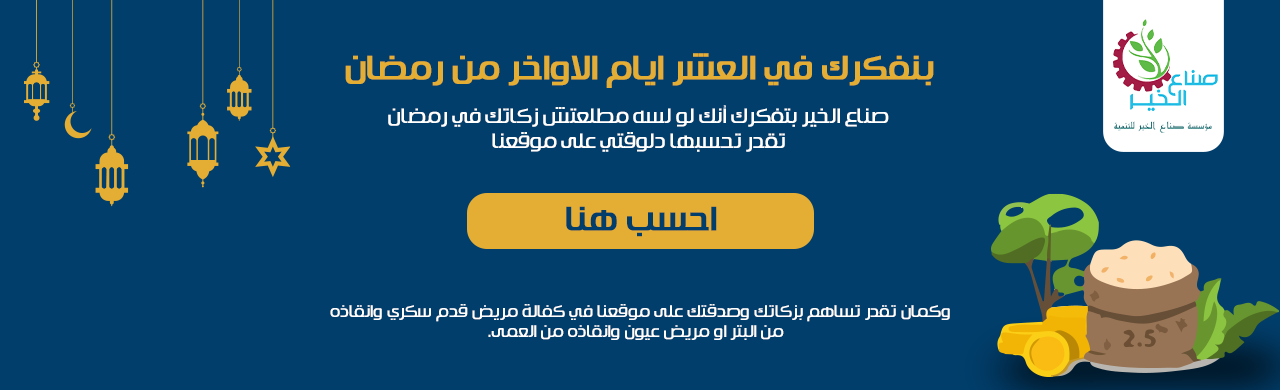 صناع
الخير
مؤسسة صناع الخير للتنمية
بنفكرك في العشر ايام الاواخر من رمضان
صناع الخير بتفكرك أنك لو لسه مطلعتش زكاتك في رمضان
تقدر تحسبها دلوقتي على موقعنا
احسب هنا
وكمان تقدر تساهم بزكاتك وصدقتك على موقعنا في كفالة مريض قدم سكري وانقاذه
من البتر او مريض عيون وانقاذه من العمى.
2.5